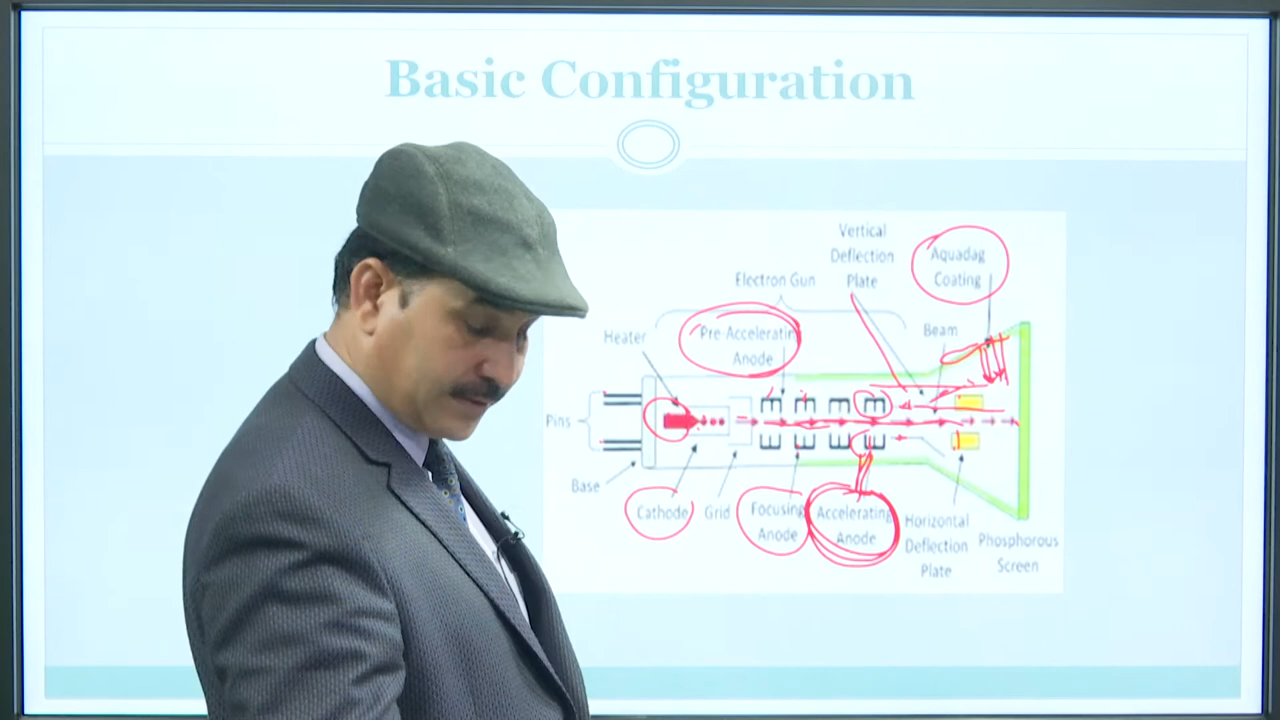 Basic Configuration
Vertical
Deflection
Plate
Aquadag
Coating
Electron Gun
Heater
Pre-Acceleratin
Anode
Beam
Pins
Base
Cathode
Grid
Focusing
Anode
Accelerating
Anode
Horizontal
Deflection
Plate
Phosphorous
Screen